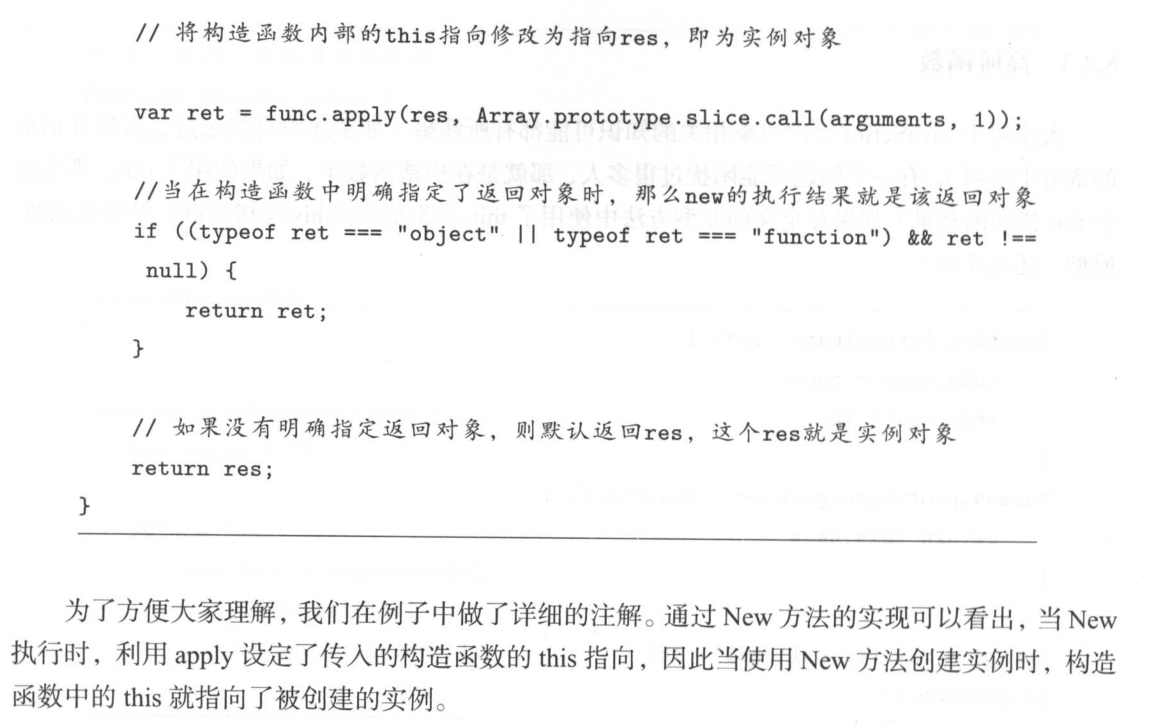 // 将构造函数内部的this指向修改为指向res，即为实例对象
var ret = func.apply(res, Array.prototype.slice.call(arguments, 1));
//当在构造函数中明确指定了返回对象时，那么new的执行结果就是该返回对象
if ((typeof ret === "object" || typeof ret === "function") && ret !==
null) {
return ret;
}
// 如果没有明确指定返回对象，则默认返回res，这个res就是实例对象
return res;
}
为了方便大家理解，我们在例子中做了详细的注解。通过 New 方法的实现可以看出，当 New
执行时，利用 apply 设定了传入的构造函数的 this 指向，因此当使用 New 方法创建实例时，构造
函数中的 this 就指向了被创建的实例。